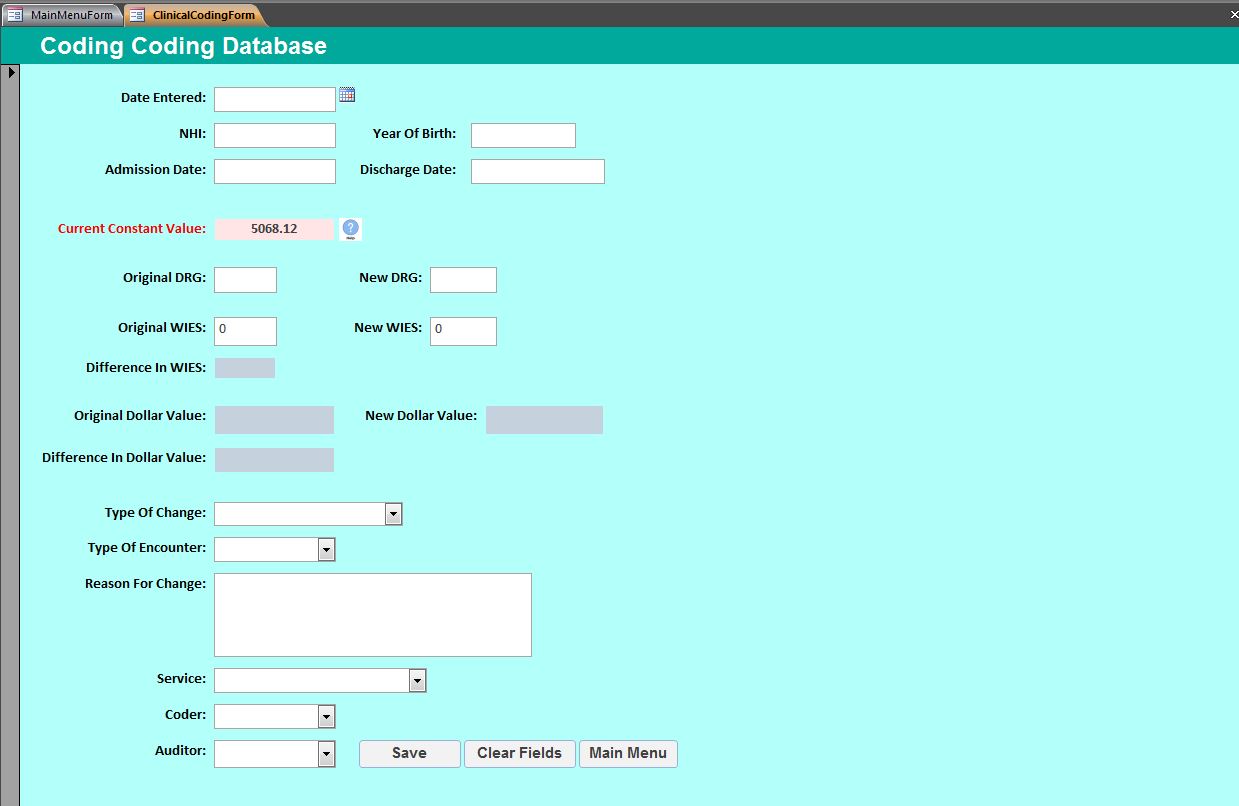 MainMenuForm ClinicalCodingForm
Coding Coding Database
Date Entered:
NHI: Year Of Birth:
Admission Date: Discharge Date:
Current Constant Value: 5068.12 ? Help
Original DRG: New DRG:
Original WIES: 0 New WIES: 0
Difference In WIES:
Original Dollar Value: New Dollar Value:
Difference In Dollar Value:
Type Of Change:
Type Of Encounter:
Reason For Change:
Service:
Coder:
Auditor: Save Clear Fields Main Menu